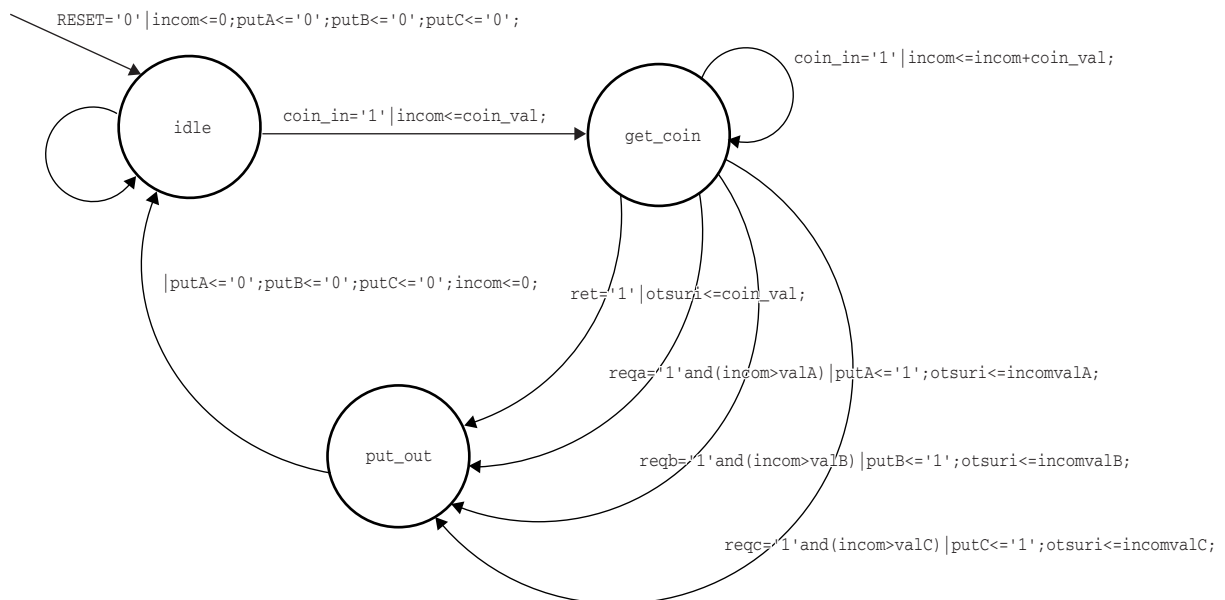 RESET='0'|incom<=0;putA<='0';putB<='0';putC<='0';
coin_in='1'|incom<=incom+coin_val;
coin_in='1'|incom<=coin_val;
idle
get_coin
|putA<='0';putB<='0';putC<='0';incom<=0;
ret='1'|otsuri<=coin_val;
reqa='1'and(incom>valA)|putA<='1';otsuri<=incomvalA;
put_out
reqb='1'and(incom>valB)|putB<='1';otsuri<=incomvalB;
reqc='1'and(incom>valC)|putC<='1';otsuri<=incomvalC;